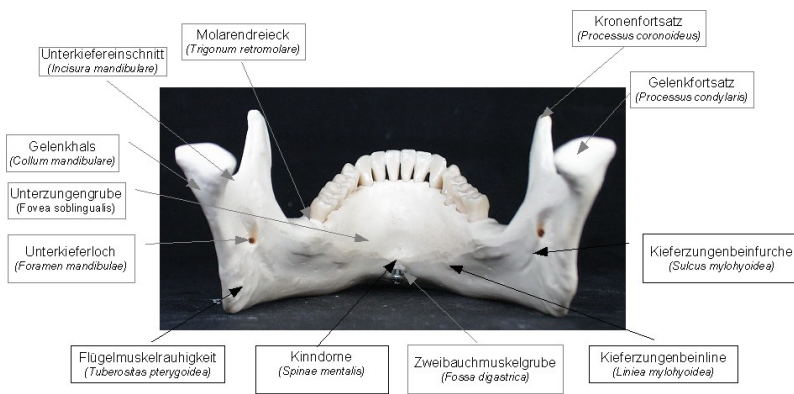 Molarendreieck
(Trigonum retromolare)
Kronenfortsatz
(Processus coronoideus)
Unterkiefereinschnitt
(Incisura mandibulare)
Gelenkfortsatz
(Processus condylaris)
Gelenkhals
(Collum mandibulare)
Unterzungengrube
(Fovea soblingualis)
Unterkieferloch
(Foramen mandibulae)
Kieferzungenbeinfurche
(Sulcus mylohyoidea)
Flügelmuskelrauhigkeit
(Tuberositas pterygoidea)
Kinndorne
(Spinae mentalis)
Zweibauchmuskelgrube
(Fossa digastrica)
Kieferzungenbeinline
(Liniea mylohyoidea)